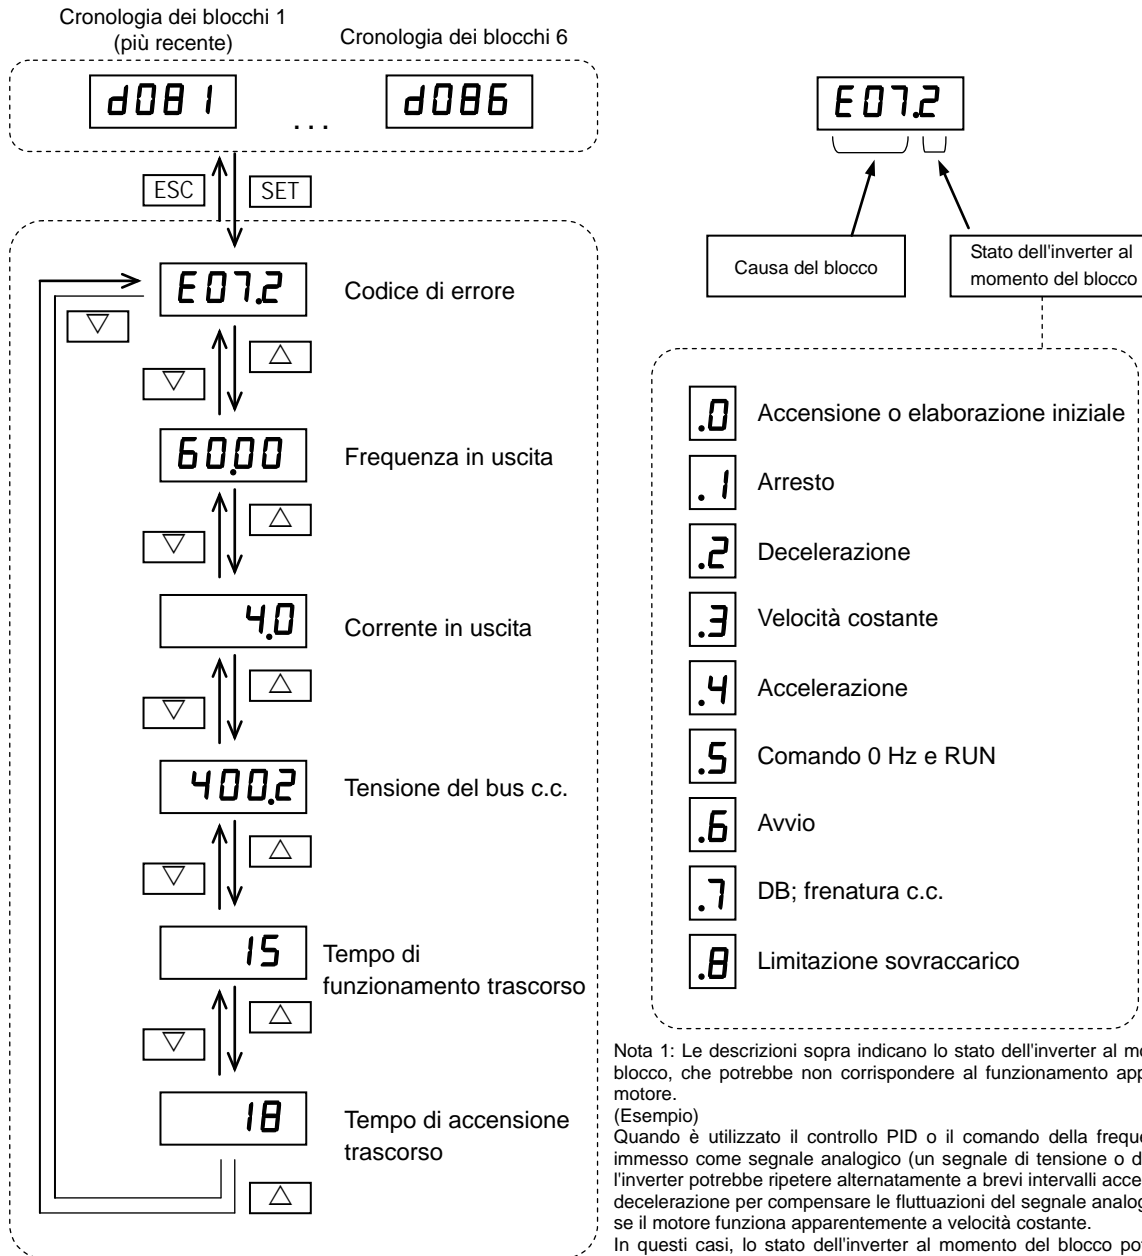 Cronologia dei blocchi 1
(più recente)
Cronologia dei blocchi 6
d081
...
d086
ESC
SET
E07.2
Codice di errore
60.00
Frequenza in uscita
4.0
Corrente in uscita
400.2
Tensione del bus c.c.
15
Tempo di
funzionamento trascorso
18
Tempo di accensione
trascorso
E07.2
Causa del blocco
Stato dell'inverter al
momento del blocco
.0 Accensione o elaborazione iniziale
.1 Arresto
.2 Decelerazione
.3 Velocità costante
.4 Accelerazione
.5 Comando 0 Hz e RUN
.6 Avvio
.7 DB; frenatura c.c.
.8 Limitazione sovraccarico
Nota 1: Le descrizioni sopra indicano lo stato dell'inverter al
blocco, che potrebbe non corrispondere al funzionamento
motore.
(Esempio)
Quando è utilizzato il controllo PID o il comando della
immesso come segnale analogico (un segnale di tensione o
l'inverter potrebbe ripetere alternatamente a brevi intervalli
decelerazione per compensare le fluttuazioni del segnale
se il motore funziona apparentemente a velocità costante.
In questi casi, lo stato dell'inverter al momento del blocco